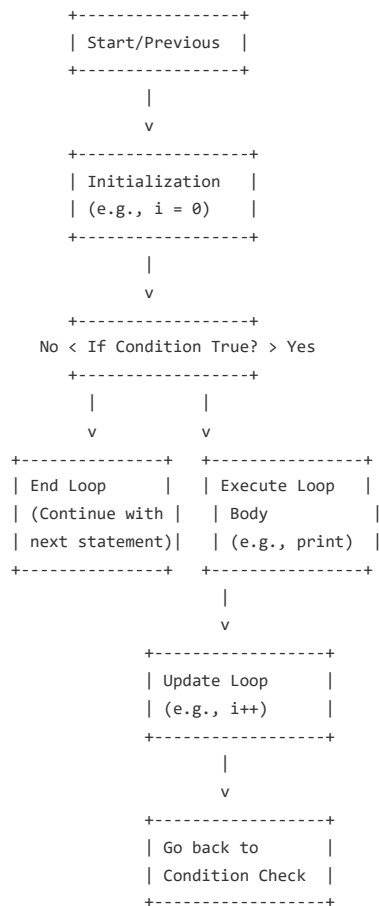 Start/Previous
Initialization
(e.g., i = 0)
No < If Condition True? > Yes
End Loop
(Continue with
next statement)
Execute Loop
Body
(e.g., print)
Update Loop
(e.g., i++)
Go back to
Condition Check